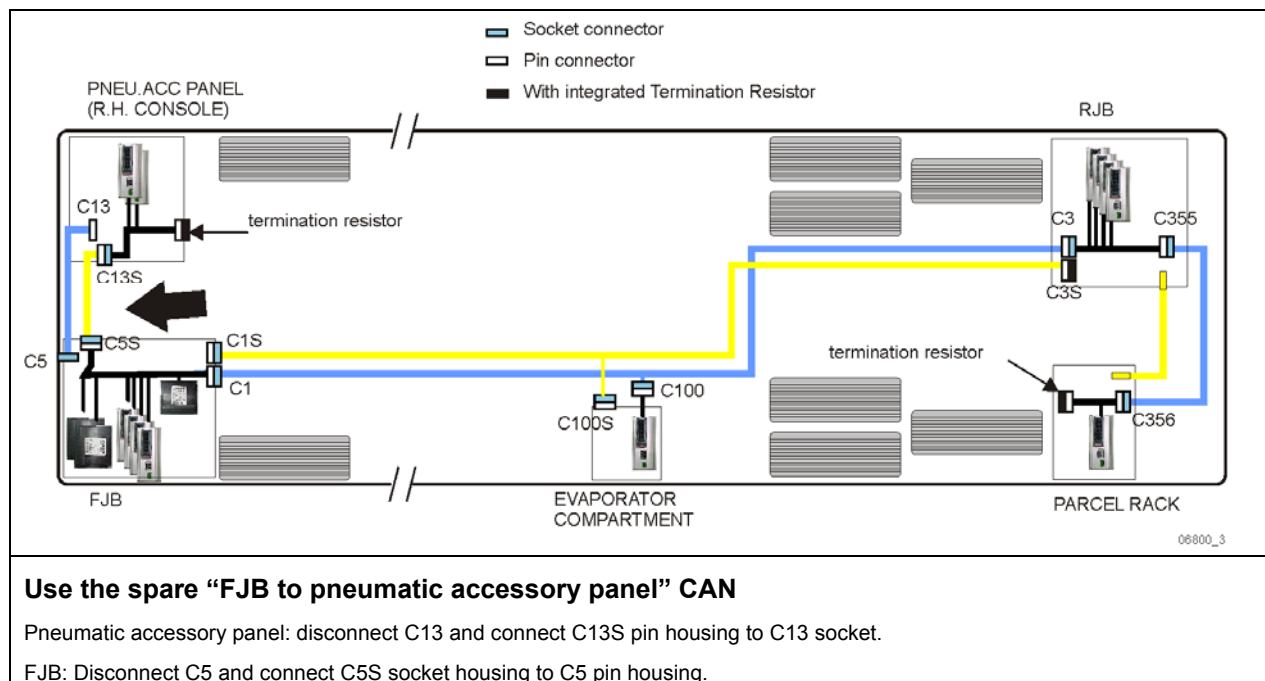 Socket connector
Pin connector
With integrated Termination Resistor
PNEU.ACC PANEL
(R.H. CONSOLE)
RJB
C13
termination resistor
C3
C355
C13S
C3S
C5
C5S
C1S
C1
termination resistor
C100
C100S
C356
FJB
EVAPORATOR
COMPARTMENT
PARCEL RACK
06800_3
Use the spare “FJB to pneumatic accessory panel” CAN
Pneumatic accessory panel: disconnect C13 and connect C13S pin housing to C13 socket.
FJB: Disconnect C5 and connect C5S socket housing to C5 pin housing.